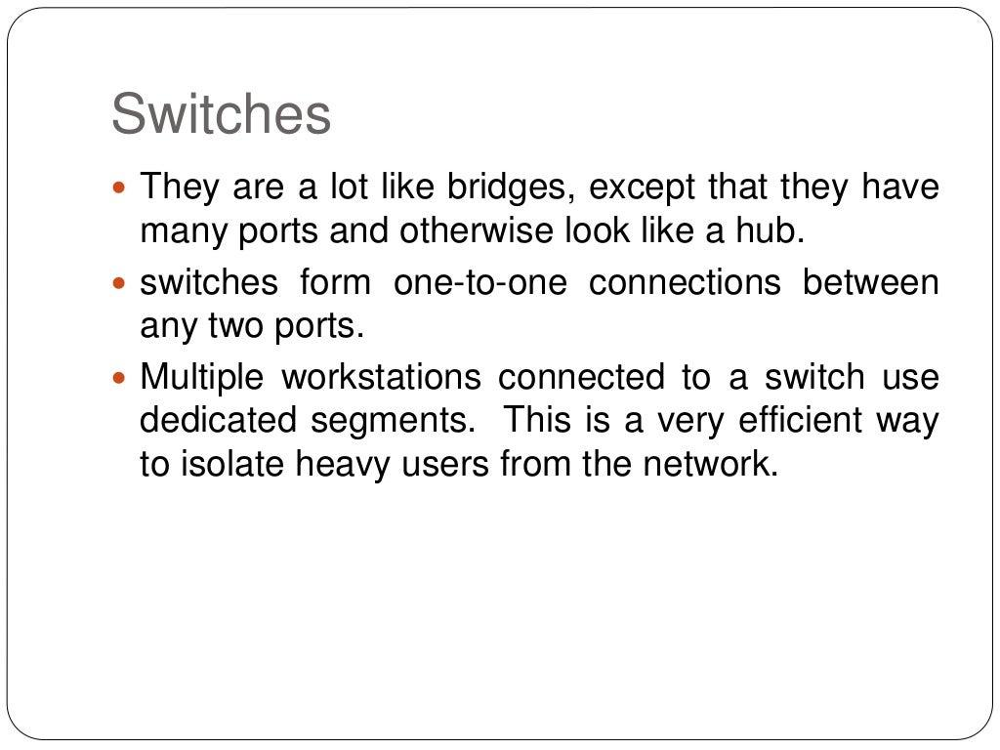 Switches
• They are a lot like bridges, except that they have
many ports and otherwise look like a hub.
• switches form one-to-one connections between
any two ports.
• Multiple workstations connected to a switch use
dedicated segments.  This is a very efficient way
to isolate heavy users from the network.